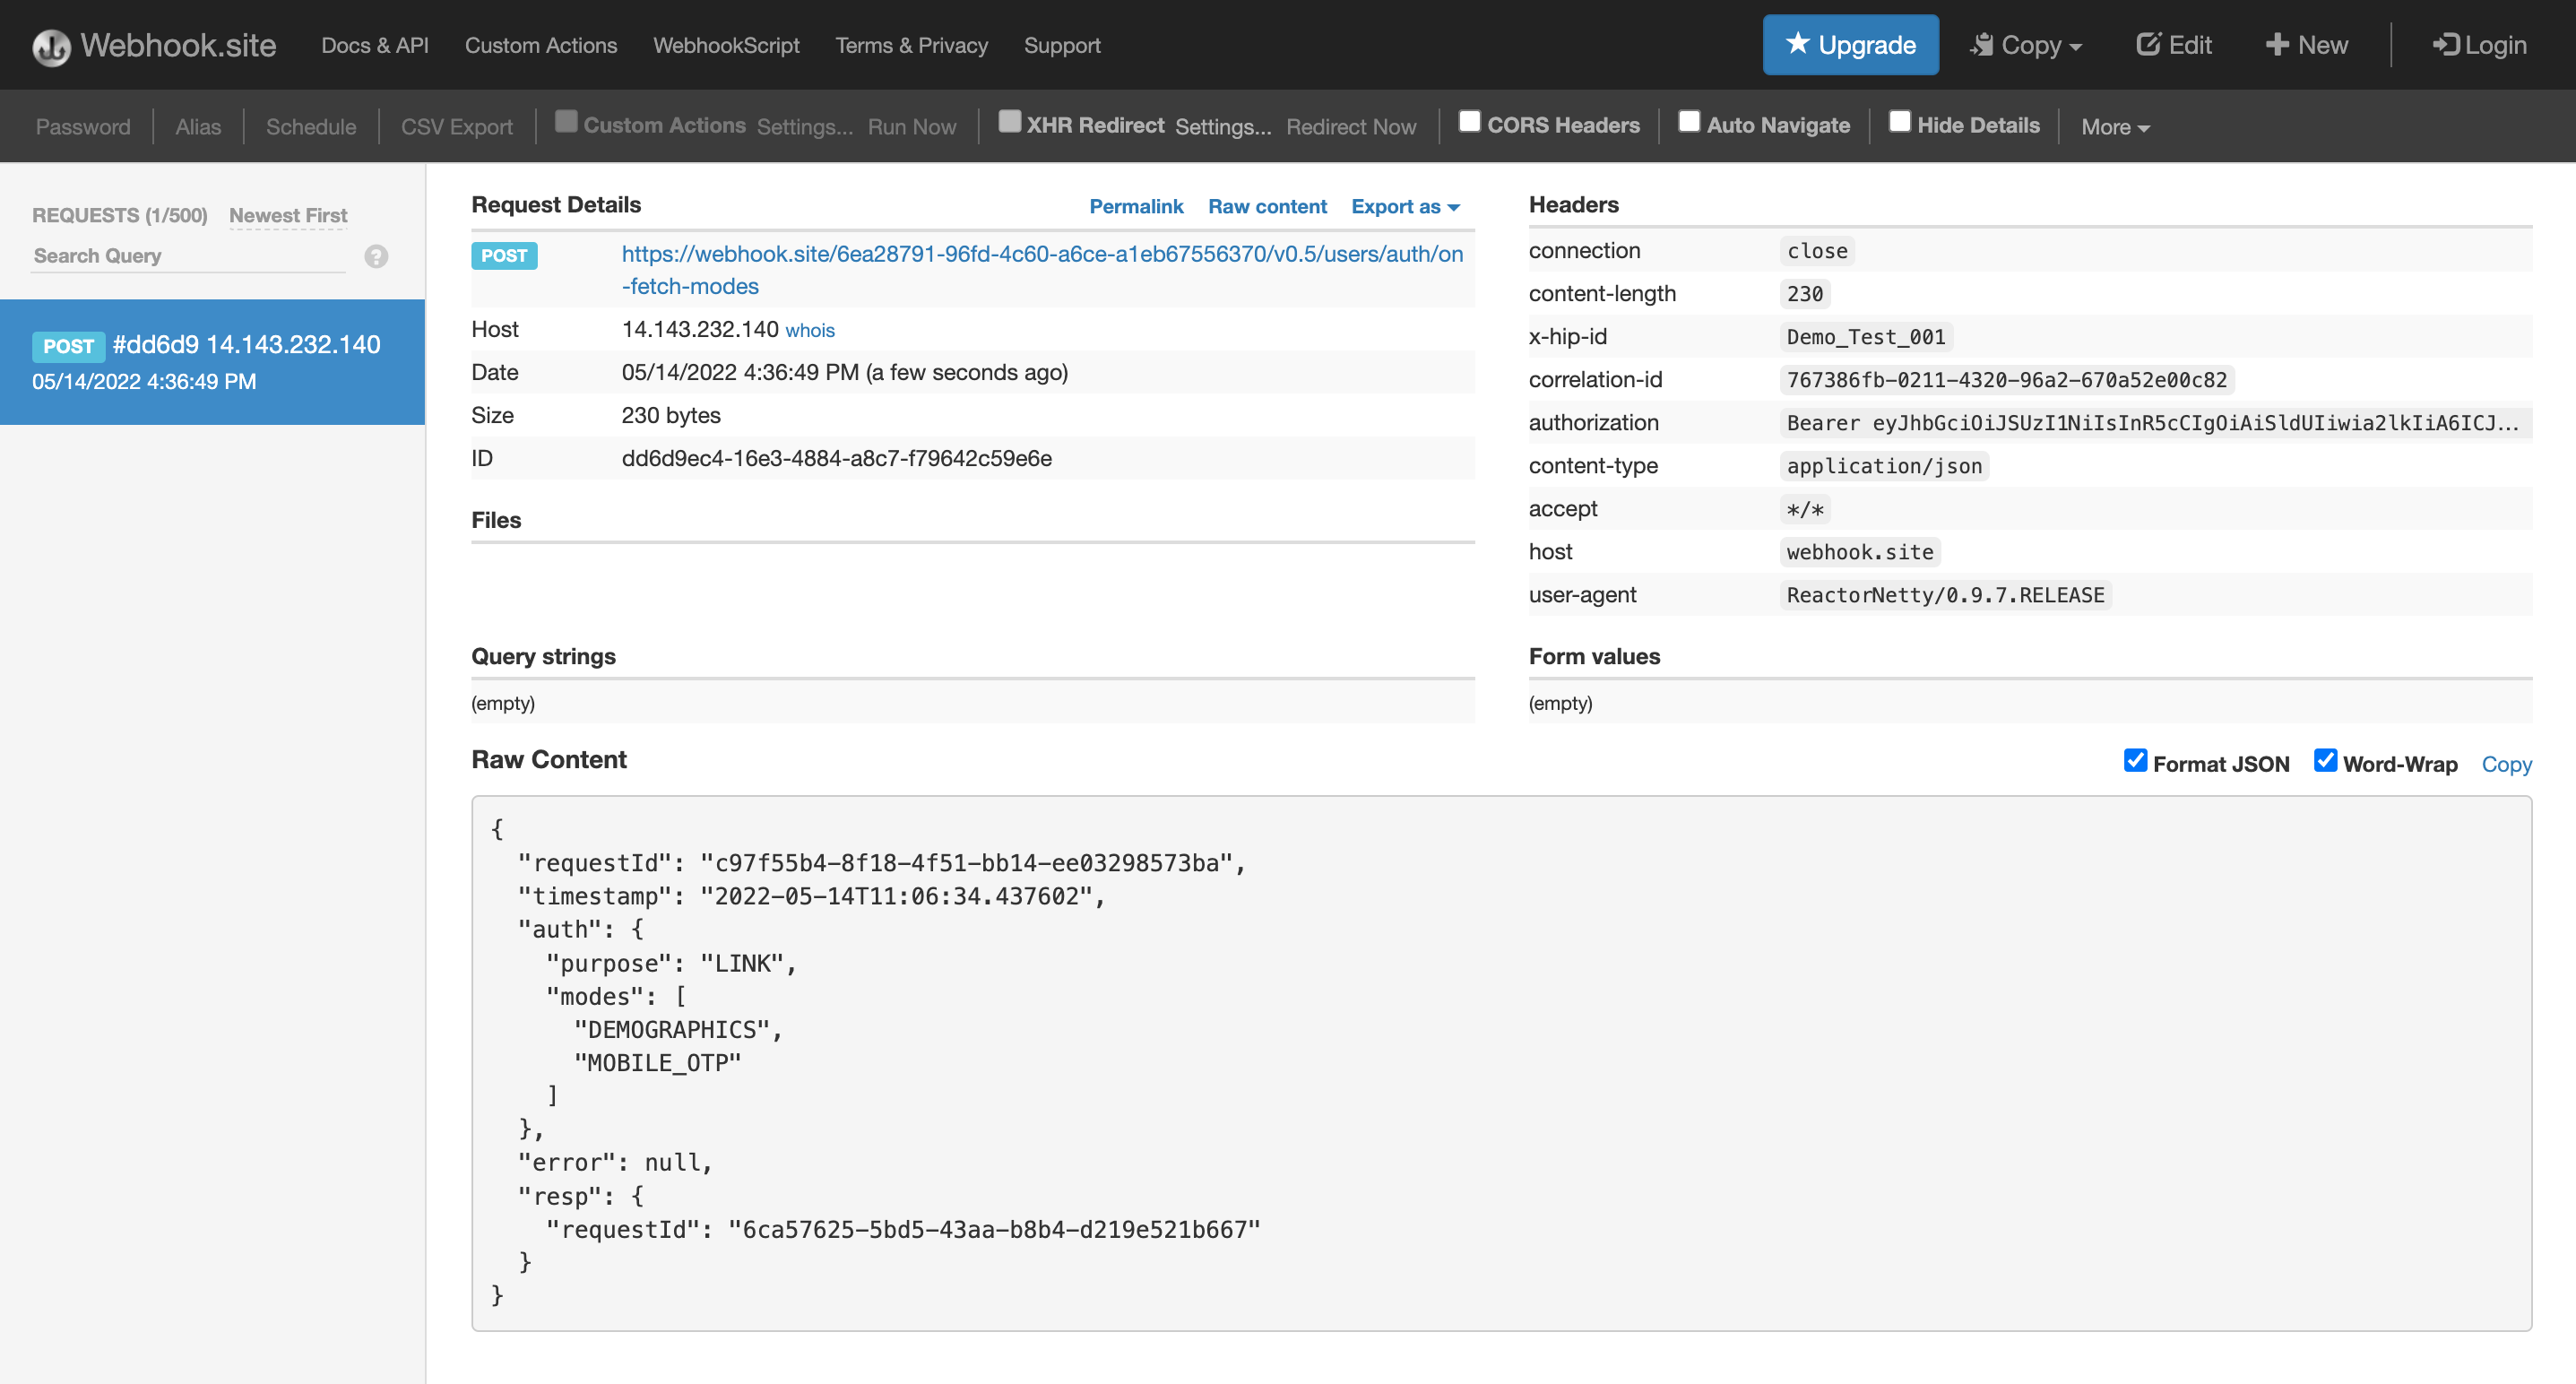 Webhook.site Docs & API Custom Actions WebhookScript Terms & Privacy Support Upgrade Copy Edit New Login
Password Alias Schedule CSV Export Custom Actions Settings... Run Now XHR Redirect Settings... Redirect Now CORS Headers Auto Navigate Hide Details More
REQUESTS (1/500) Newest First
Search Query ?
POST #dd6d9 14.143.232.140
05/14/2022 4:36:49 PM
Request Details Permalink Raw content Export as
POST https://webhook.site/6ea28791-96fd-4c60-a6ce-a1eb67556370/v0.5/users/auth/on
-fetch-modes
Host 14.143.232.140 whois
Date 05/14/2022 4:36:49 PM (a few seconds ago)
Size 230 bytes
ID dd6d9ec4-16e3-4884-a8c7-f79642c59e6e
Files
Headers
connection close
content-length 230
x-hip-id Demo_Test_001
correlation-id 767386fb-0211-4320-96a2-670a52e00c82
authorization Bearer eyJhbGciOiJSUzI1NiIsInR5cCIgOiAiSldUIiwia2lkIiA6ICJ...
content-type application/json
accept */*
host webhook.site
user-agent ReactorNetty/0.9.7.RELEASE
Query strings
(empty)
Form values
(empty)
Raw Content Format JSON Word-Wrap Copy
{
  "requestId": "c97f55b4-8f18-4f51-bb14-ee03298573ba",
  "timestamp": "2022-05-14T11:06:34.437602",
  "auth": {
    "purpose": "LINK",
    "modes": [
      "DEMOGRAPHICS",
      "MOBILE_OTP"
    ]
  },
  "error": null,
  "resp": {
    "requestId": "6ca57625-5bd5-43aa-b8b4-d219e521b667"
  }
}